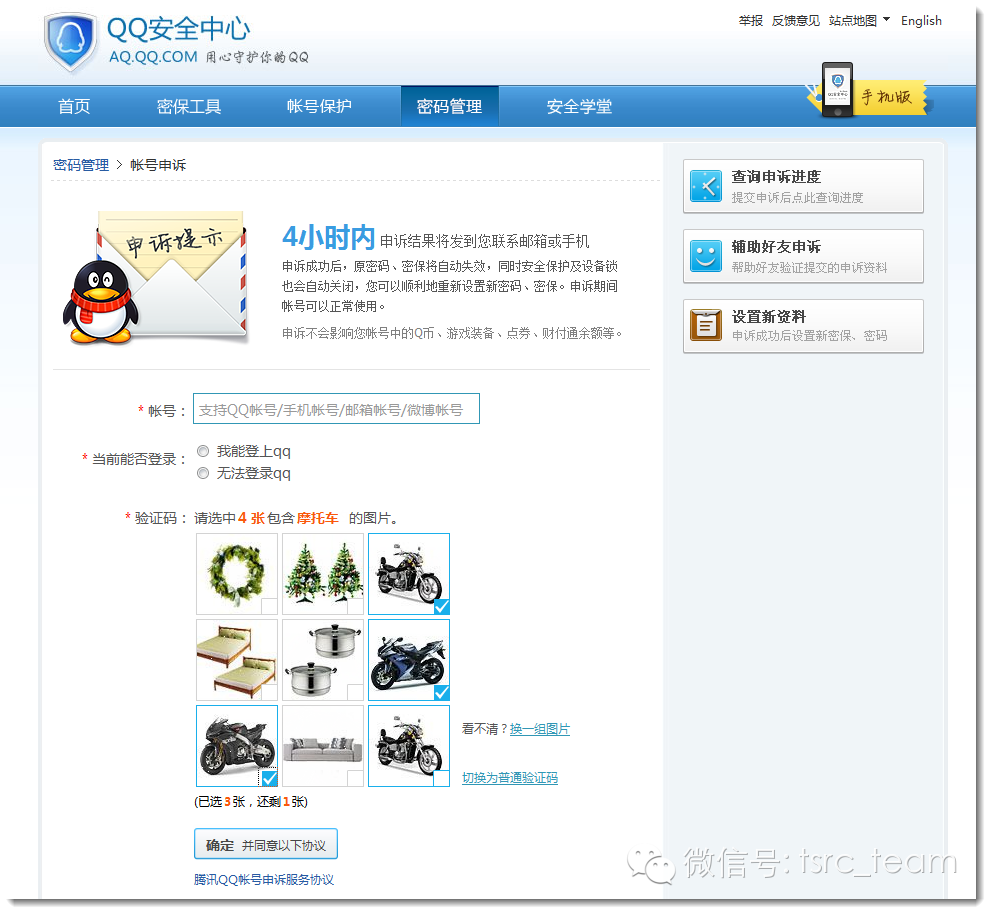 QQ安全中心
AQ.QQ.COM 用心守护你的QQ
举报 反馈意见 站点地图 English
首页 密保工具 帐号保护 密码管理 安全学堂
手机版
密码管理 > 帐号申诉
申诉提示
4小时内 申诉结果将发到您联系邮箱或手机
申诉成功后，原密码、密保将自动失效，同时安全保护及设备锁
也会自动关闭，您可以顺利地重新设置新密码、密保。申诉期间
帐号可以正常使用。
申诉不会影响您帐号中的Q币、游戏装备、点券、财付通余额等。
查询申诉进度
提交申诉后点此查询进度
辅助好友申诉
帮助好友验证提交的申诉资料
设置新资料
申诉成功后设置新密保、密码
* 帐号： 支持QQ帐号/手机帐号/邮箱帐号/微博帐号
* 当前能否登录：
我能登上qq
无法登录qq
* 验证码： 请选中 4 张 包含 摩托车 的图片。
看不清？换一组图片
切换为普通验证码
(已选 3 张，还剩 1 张)
确定 并同意以下协议
腾讯QQ帐号申诉服务协议
微信号: tsrc_team